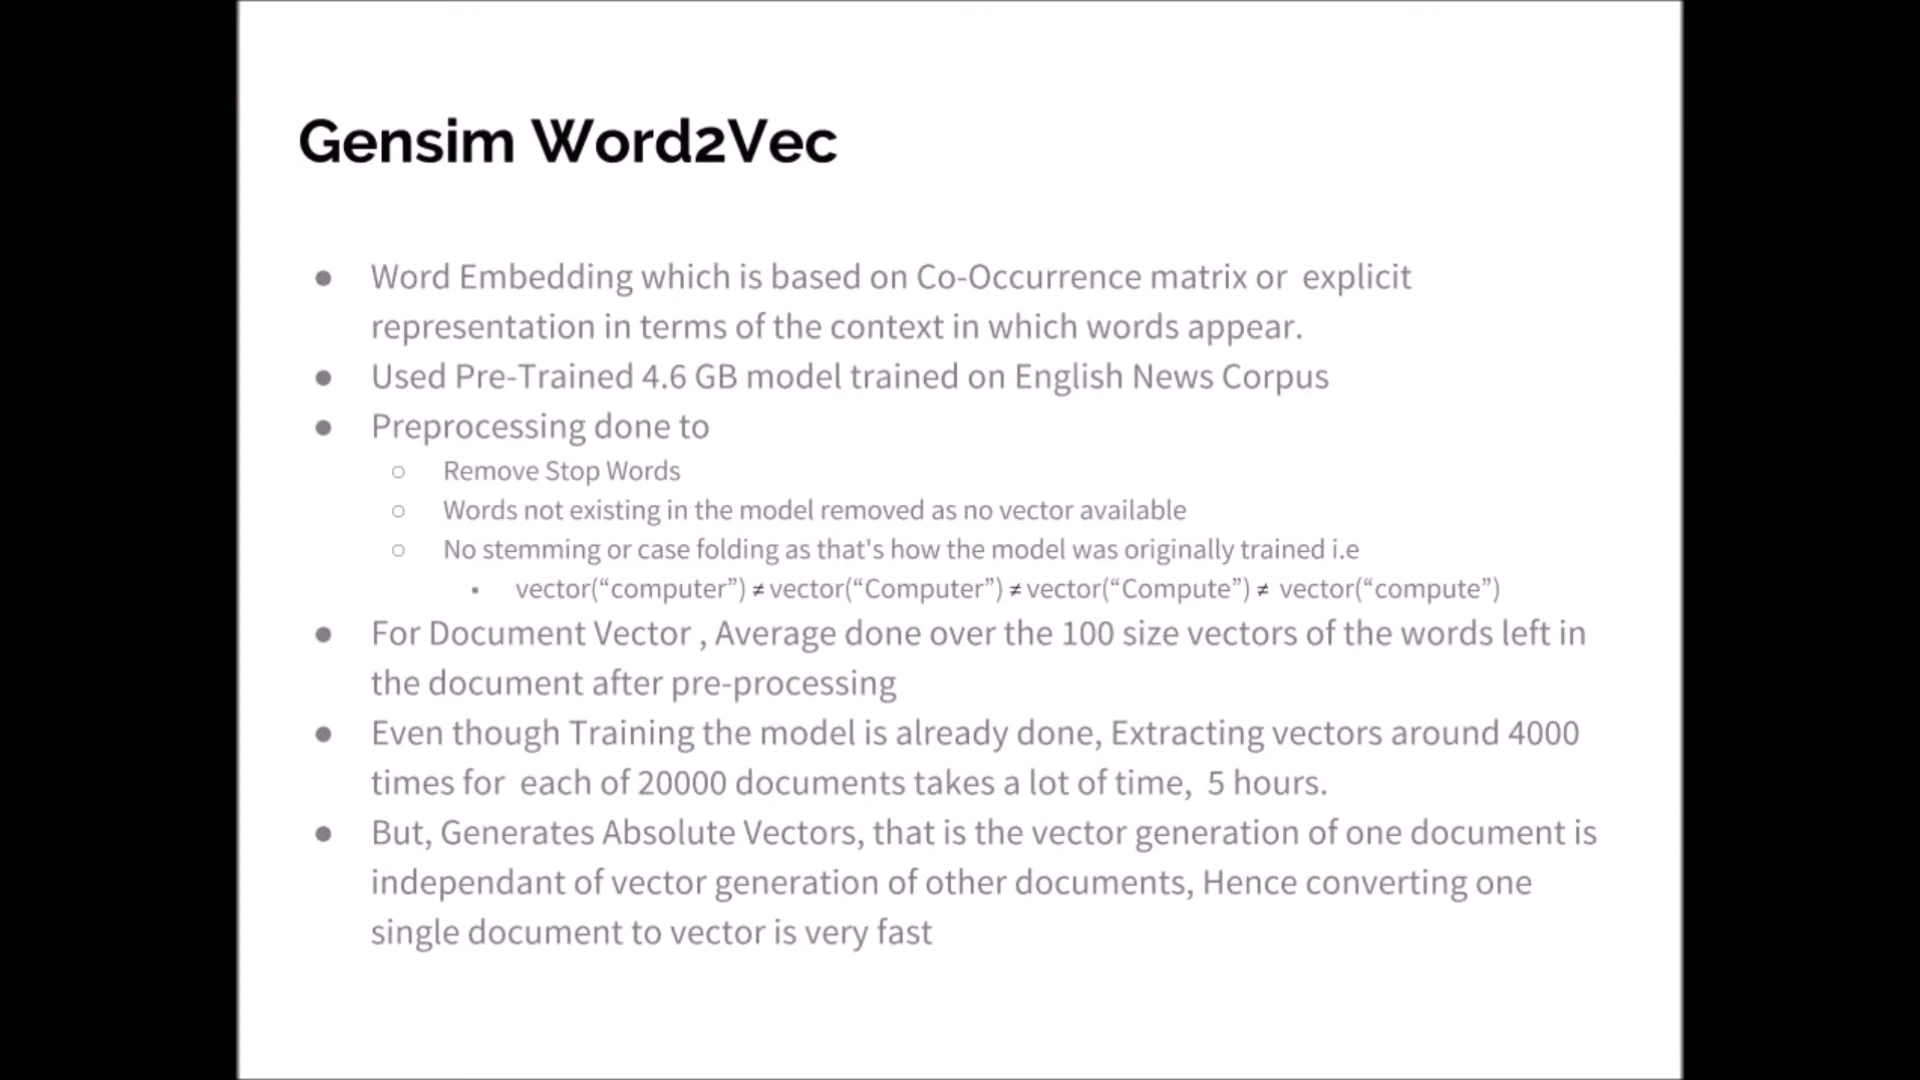 Gensim Word2Vec
● Word Embedding which is based on Co-Occurrence matrix or explicit
representation in terms of the context in which words appear.
● Used Pre-Trained 4.6 GB model trained on English News Corpus
● Preprocessing done to
○ Remove Stop Words
○ Words not existing in the model removed as no vector available
○ No stemming or case folding as that's how the model was originally trained i.e
▪ vector(“computer”) ≠ vector(“Computer”) ≠ vector(“Compute”) ≠ vector(“compute”)
● For Document Vector , Average done over the 100 size vectors of the words left in
the document after pre-processing
● Even though Training the model is already done, Extracting vectors around 4000
times for each of 20000 documents takes a lot of time, 5 hours.
● But, Generates Absolute Vectors, that is the vector generation of one document is
independant of vector generation of other documents, Hence converting one
single document to vector is very fast